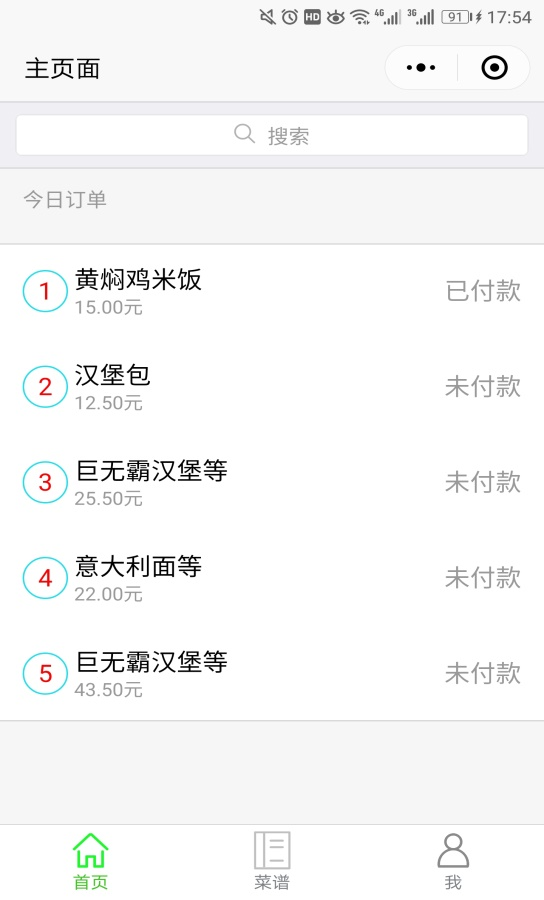 HD 4G 3G 91 17:54
主页面
搜索
今日订单
1 黄焖鸡米饭 已付款
15.00元
2 汉堡包 未付款
12.50元
3 巨无霸汉堡等 未付款
25.50元
4 意大利面等 未付款
22.00元
5 巨无霸汉堡等 未付款
43.50元
首页 菜谱 我